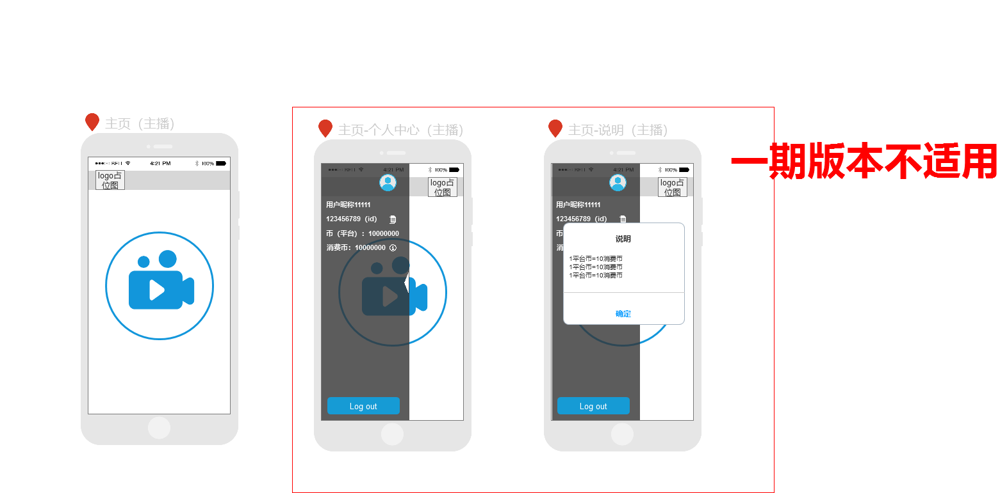 主页（主播）
●●●○○ BELL 4:21 PM 100%
logo占
位图
主页-个人中心（主播）
●●●○○ BELL 4:21 PM 100%
logo占
位图
用户昵称11111
123456789（id）
币（平台）：10000000
消费币：10000000
Log out
主页-说明（主播）
●●●○○ BELL 4:21 PM 100%
logo占
位图
用户昵称11111
123456789（id）
币
消
说明
1平台币=10消费币
1平台币=10消费币
1平台币=10消费币
确定
Log out
一期版本不适用